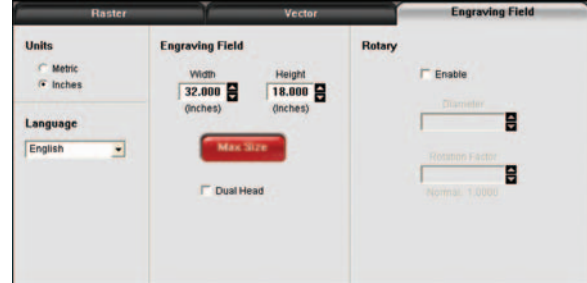 Raster
Vector
Engraving Field
Units
Metric
Inches
Language
English
Engraving Field
Width
Height
32.000
18.000
(Inches)
(Inches)
Max Size
Dual Head
Rotary
Enable
Diameter
Rotation Factor
Normal: 1.0000